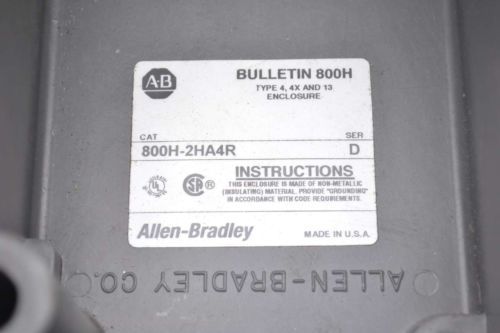 A-B
BULLETIN 800H
TYPE 4, 4X AND 13
ENCLOSURE
CAT SER
800H-2HA4R D
INSTRUCTIONS
THIS ENCLOSURE IS MADE OF NON-METALLIC
(INSULATING) MATERIAL. PROVIDE "GROUNDING"
IN ACCORDANCE WITH CODE REQUIREMENTS.
Allen-Bradley MADE IN U.S.A.
ALLEN-BRADLEY CO.